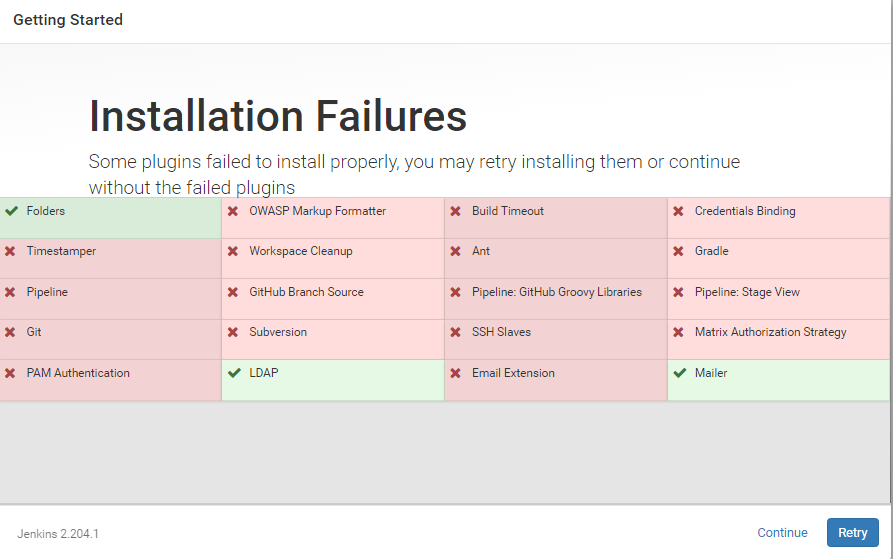 Getting Started
Installation Failures
Some plugins failed to install properly, you may retry installing them or continue
without the failed plugins
Folders
OWASP Markup Formatter
Build Timeout
Credentials Binding
Timestamper
Workspace Cleanup
Ant
Gradle
Pipeline
GitHub Branch Source
Pipeline: GitHub Groovy Libraries
Pipeline: Stage View
Git
Subversion
SSH Slaves
Matrix Authorization Strategy
PAM Authentication
LDAP
Email Extension
Mailer
Jenkins 2.204.1
Continue
Retry